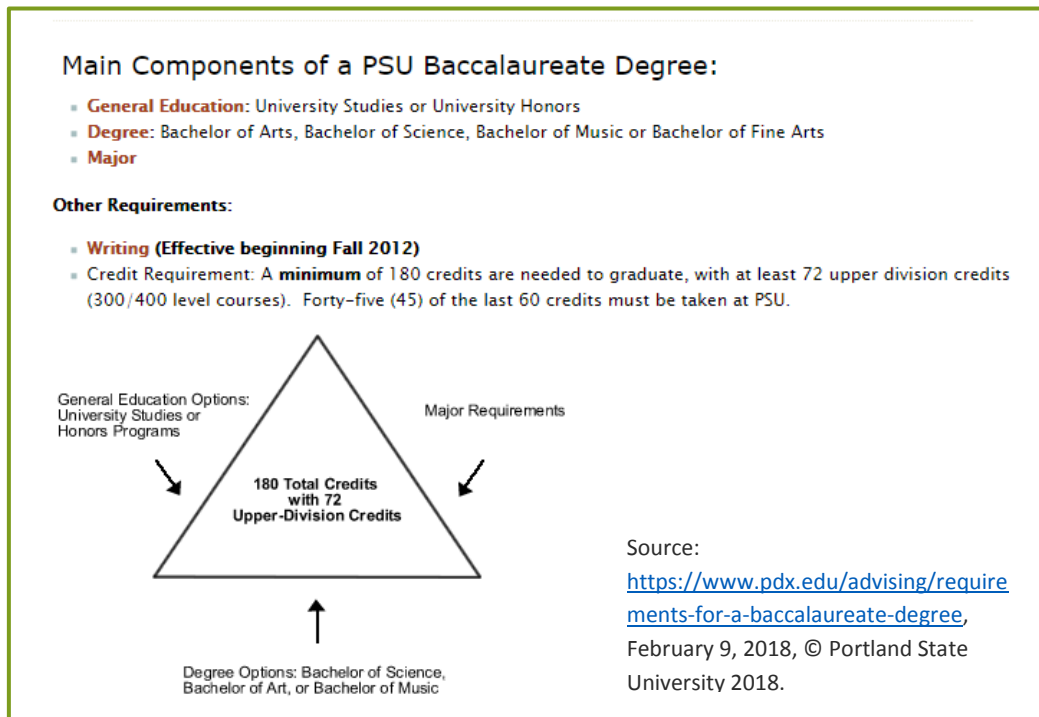 Main Components of a PSU Baccalaureate Degree:
General Education: University Studies or University Honors
Degree: Bachelor of Arts, Bachelor of Science, Bachelor of Music or Bachelor of Fine Arts
Major
Other Requirements:
Writing (Effective beginning Fall 2012)
Credit Requirement: A minimum of 180 credits are needed to graduate, with at least 72 upper division credits
(300/400 level courses). Forty-five (45) of the last 60 credits must be taken at PSU.
General Education Options:
University Studies or
Honors Programs
Major Requirements
180 Total Credits
with 72
Upper-Division Credits
Degree Options: Bachelor of Science,
Bachelor of Art, or Bachelor of Music
Source:
https://www.pdx.edu/advising/require
ments-for-a-baccalaureate-degree,
February 9, 2018, © Portland State
University 2018.